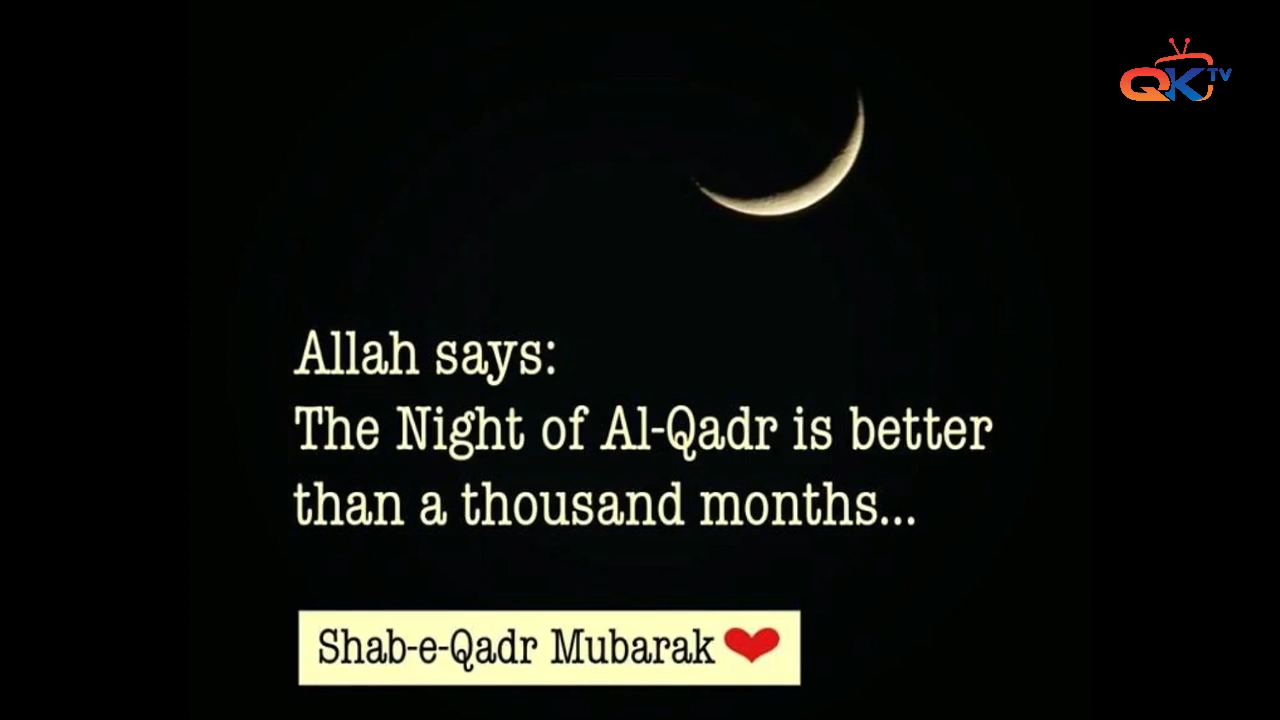 QK TV
Allah says:
The Night of Al-Qadr is better
than a thousand months...
Shab-e-Qadr Mubarak